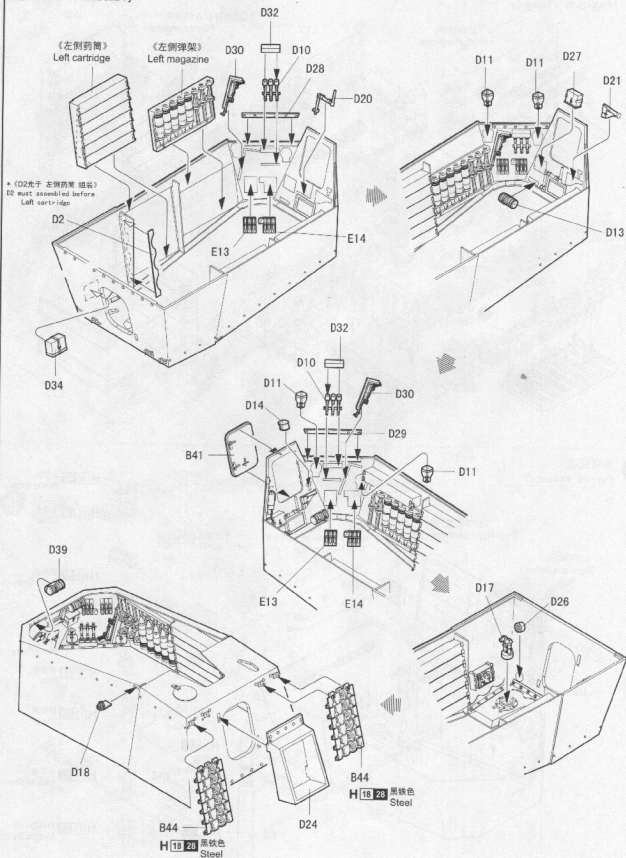 D32
《左侧药筒》
Left cartridge
《左侧弹架》
Left magazine
D30
D10
D28
D20
D11
D11
D27
D21
*《D2先于 左侧药筒 组装》
D2 must assembled before
Left cartridge
D2
E13
E14
D13
D34
D32
D10
D11
D30
D14
D29
B41
D11
E13
E14
D39
D17
D26
D18
B44
H 18 28 黑铁色
Steel
D24
B44
H 18 28 黑铁色
Steel